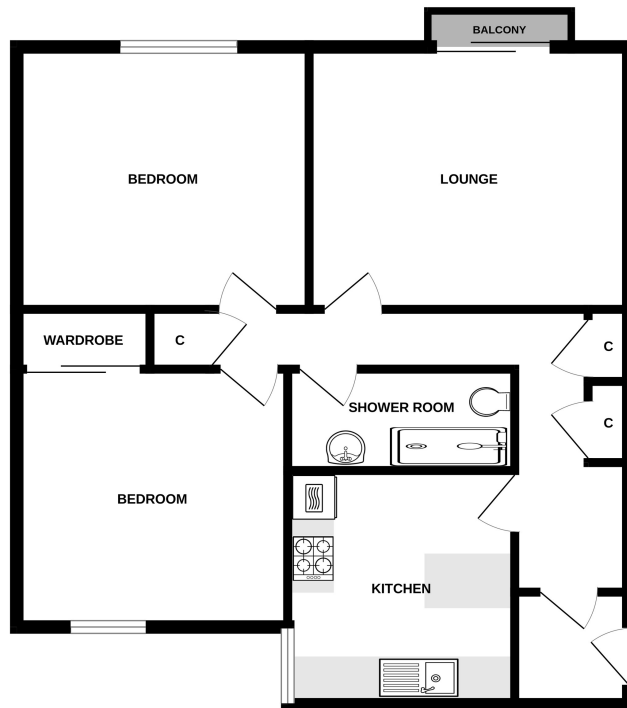 BALCONY
BEDROOM
LOUNGE
WARDROBE
C
C
SHOWER ROOM
C
BEDROOM
KITCHEN